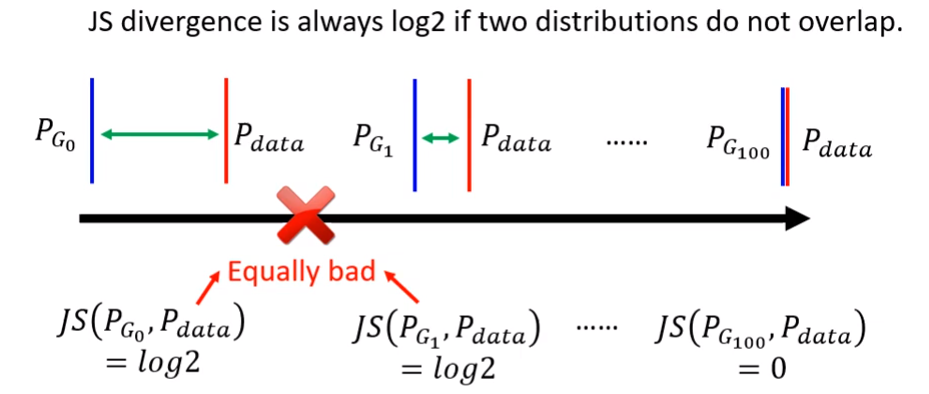 JS divergence is always log2 if two distributions do not overlap.
P_{G_0} P_{data} P_{G_1} P_{data} …… P_{G_{100}} P_{data}
Equally bad
JS(P_{G_0}, P_{data}) JS(P_{G_1}, P_{data}) …… JS(P_{G_{100}}, P_{data})
= log2 = log2 = 0